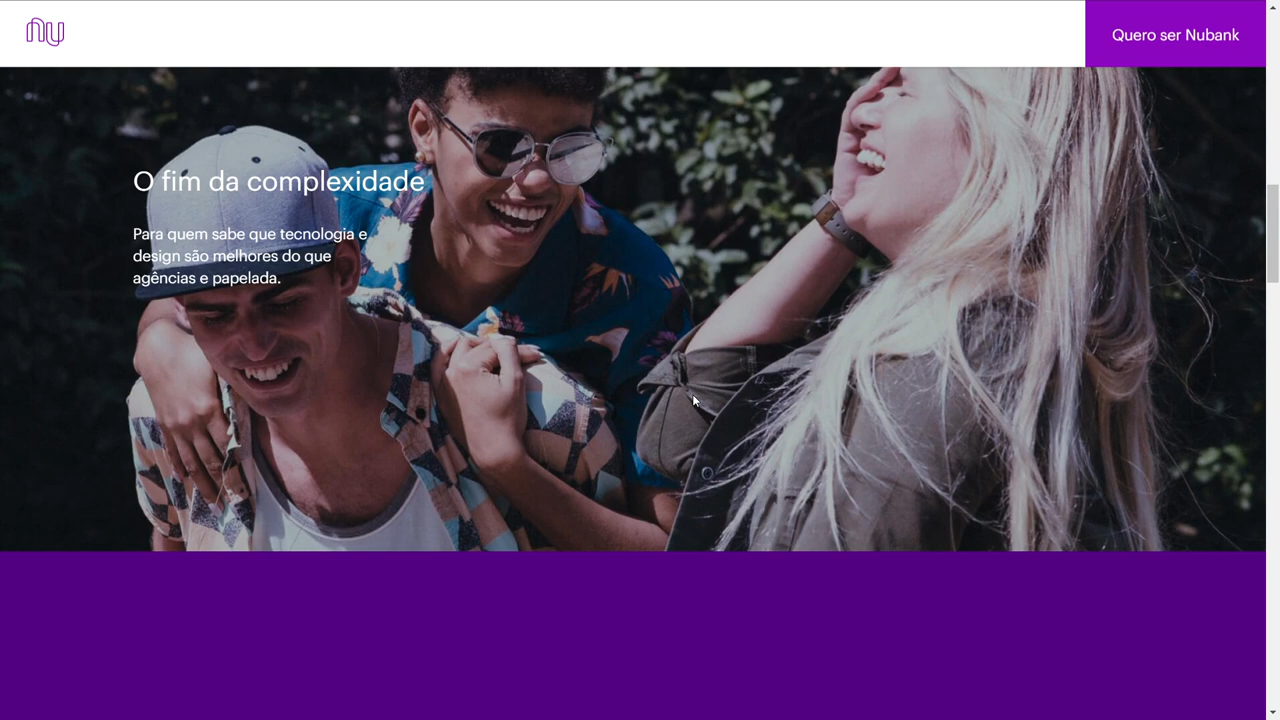 nu
Quero ser Nubank
O fim da complexidade
Para quem sabe que tecnologia e
design são melhores do que
agências e papelada.